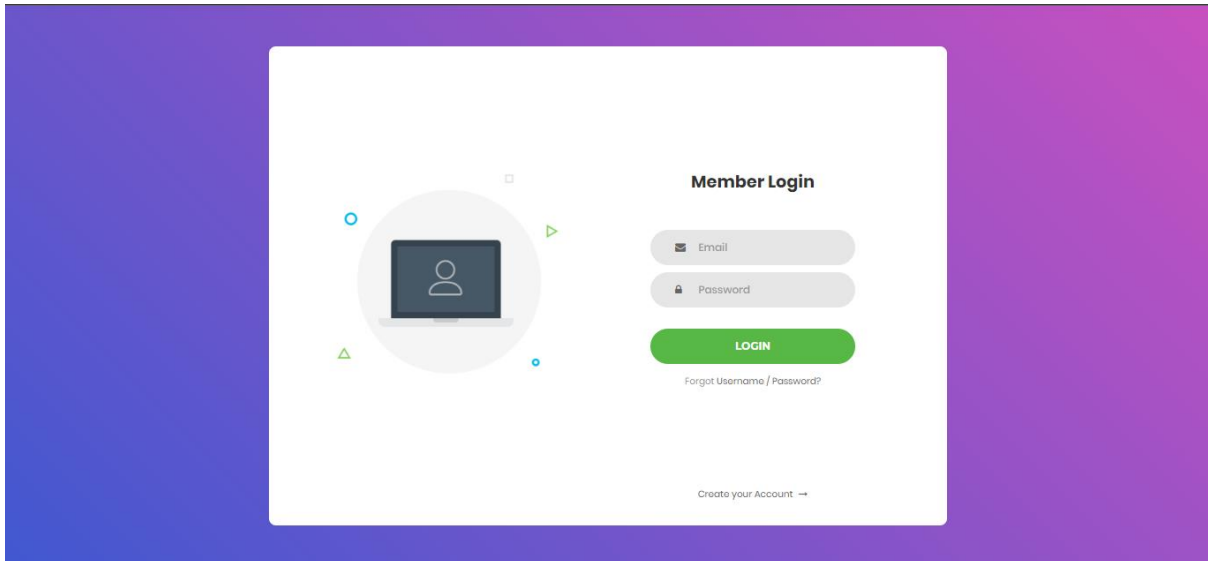 Member Login
Email
Password
LOGIN
Forgot Username / Password?
Create your Account →